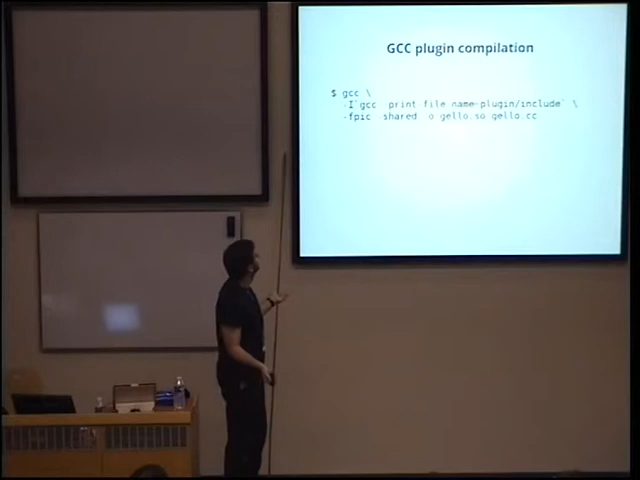 GCC plugin compilation
$ gcc \
-I`gcc -print-file-name=plugin/include` \
-fpic -shared -o gello.so gello.cc